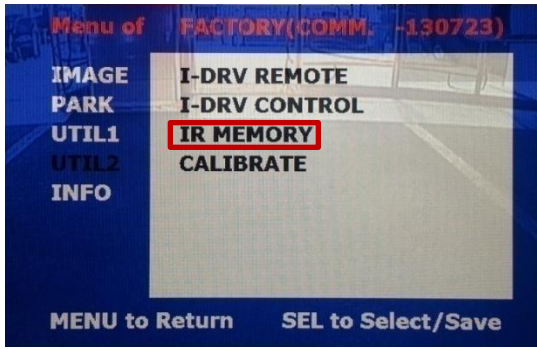 Menu of FACTORY(COMM. -130723)
IMAGE I-DRV REMOTE
PARK I-DRV CONTROL
UTIL1 IR MEMORY
UTIL2 CALIBRATE
INFO
MENU to Return SEL to Select/Save